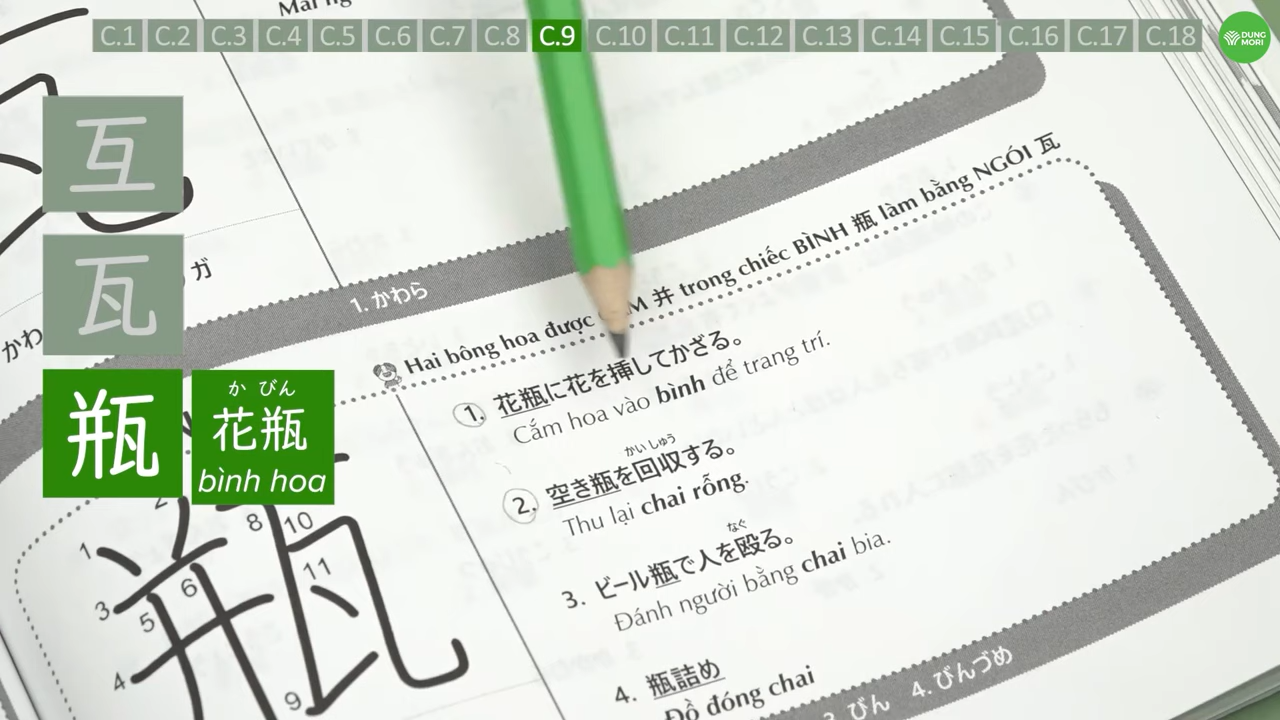 C.1 C.2 C.3 C.4 C.5 C.6 C.7 C.8 C.9 C.10 C.11 C.12 C.13 C.14 C.15 C.16 C.17 C.18
DUNG MORI
互
瓦
瓶
か びん
花瓶
bình hoa
ガ
かわ
1. かわら
Hai bông hoa được 井 trong chiếc BÌNH 瓶 làm bằng NGÓI 瓦
1. 花瓶に花を挿してかざる。
Cắm hoa vào bình để trang trí.
かいしゅう
2. 空き瓶を回収する。
Thu lại chai rỗng.
なぐ
3. ビール瓶で人を殴る。
Đánh người bằng chai bia.
4. 瓶詰め
Đồ đóng chai
びん 4. びんづめ
瓶
1 2 3 4 5 6 8 9 10 11